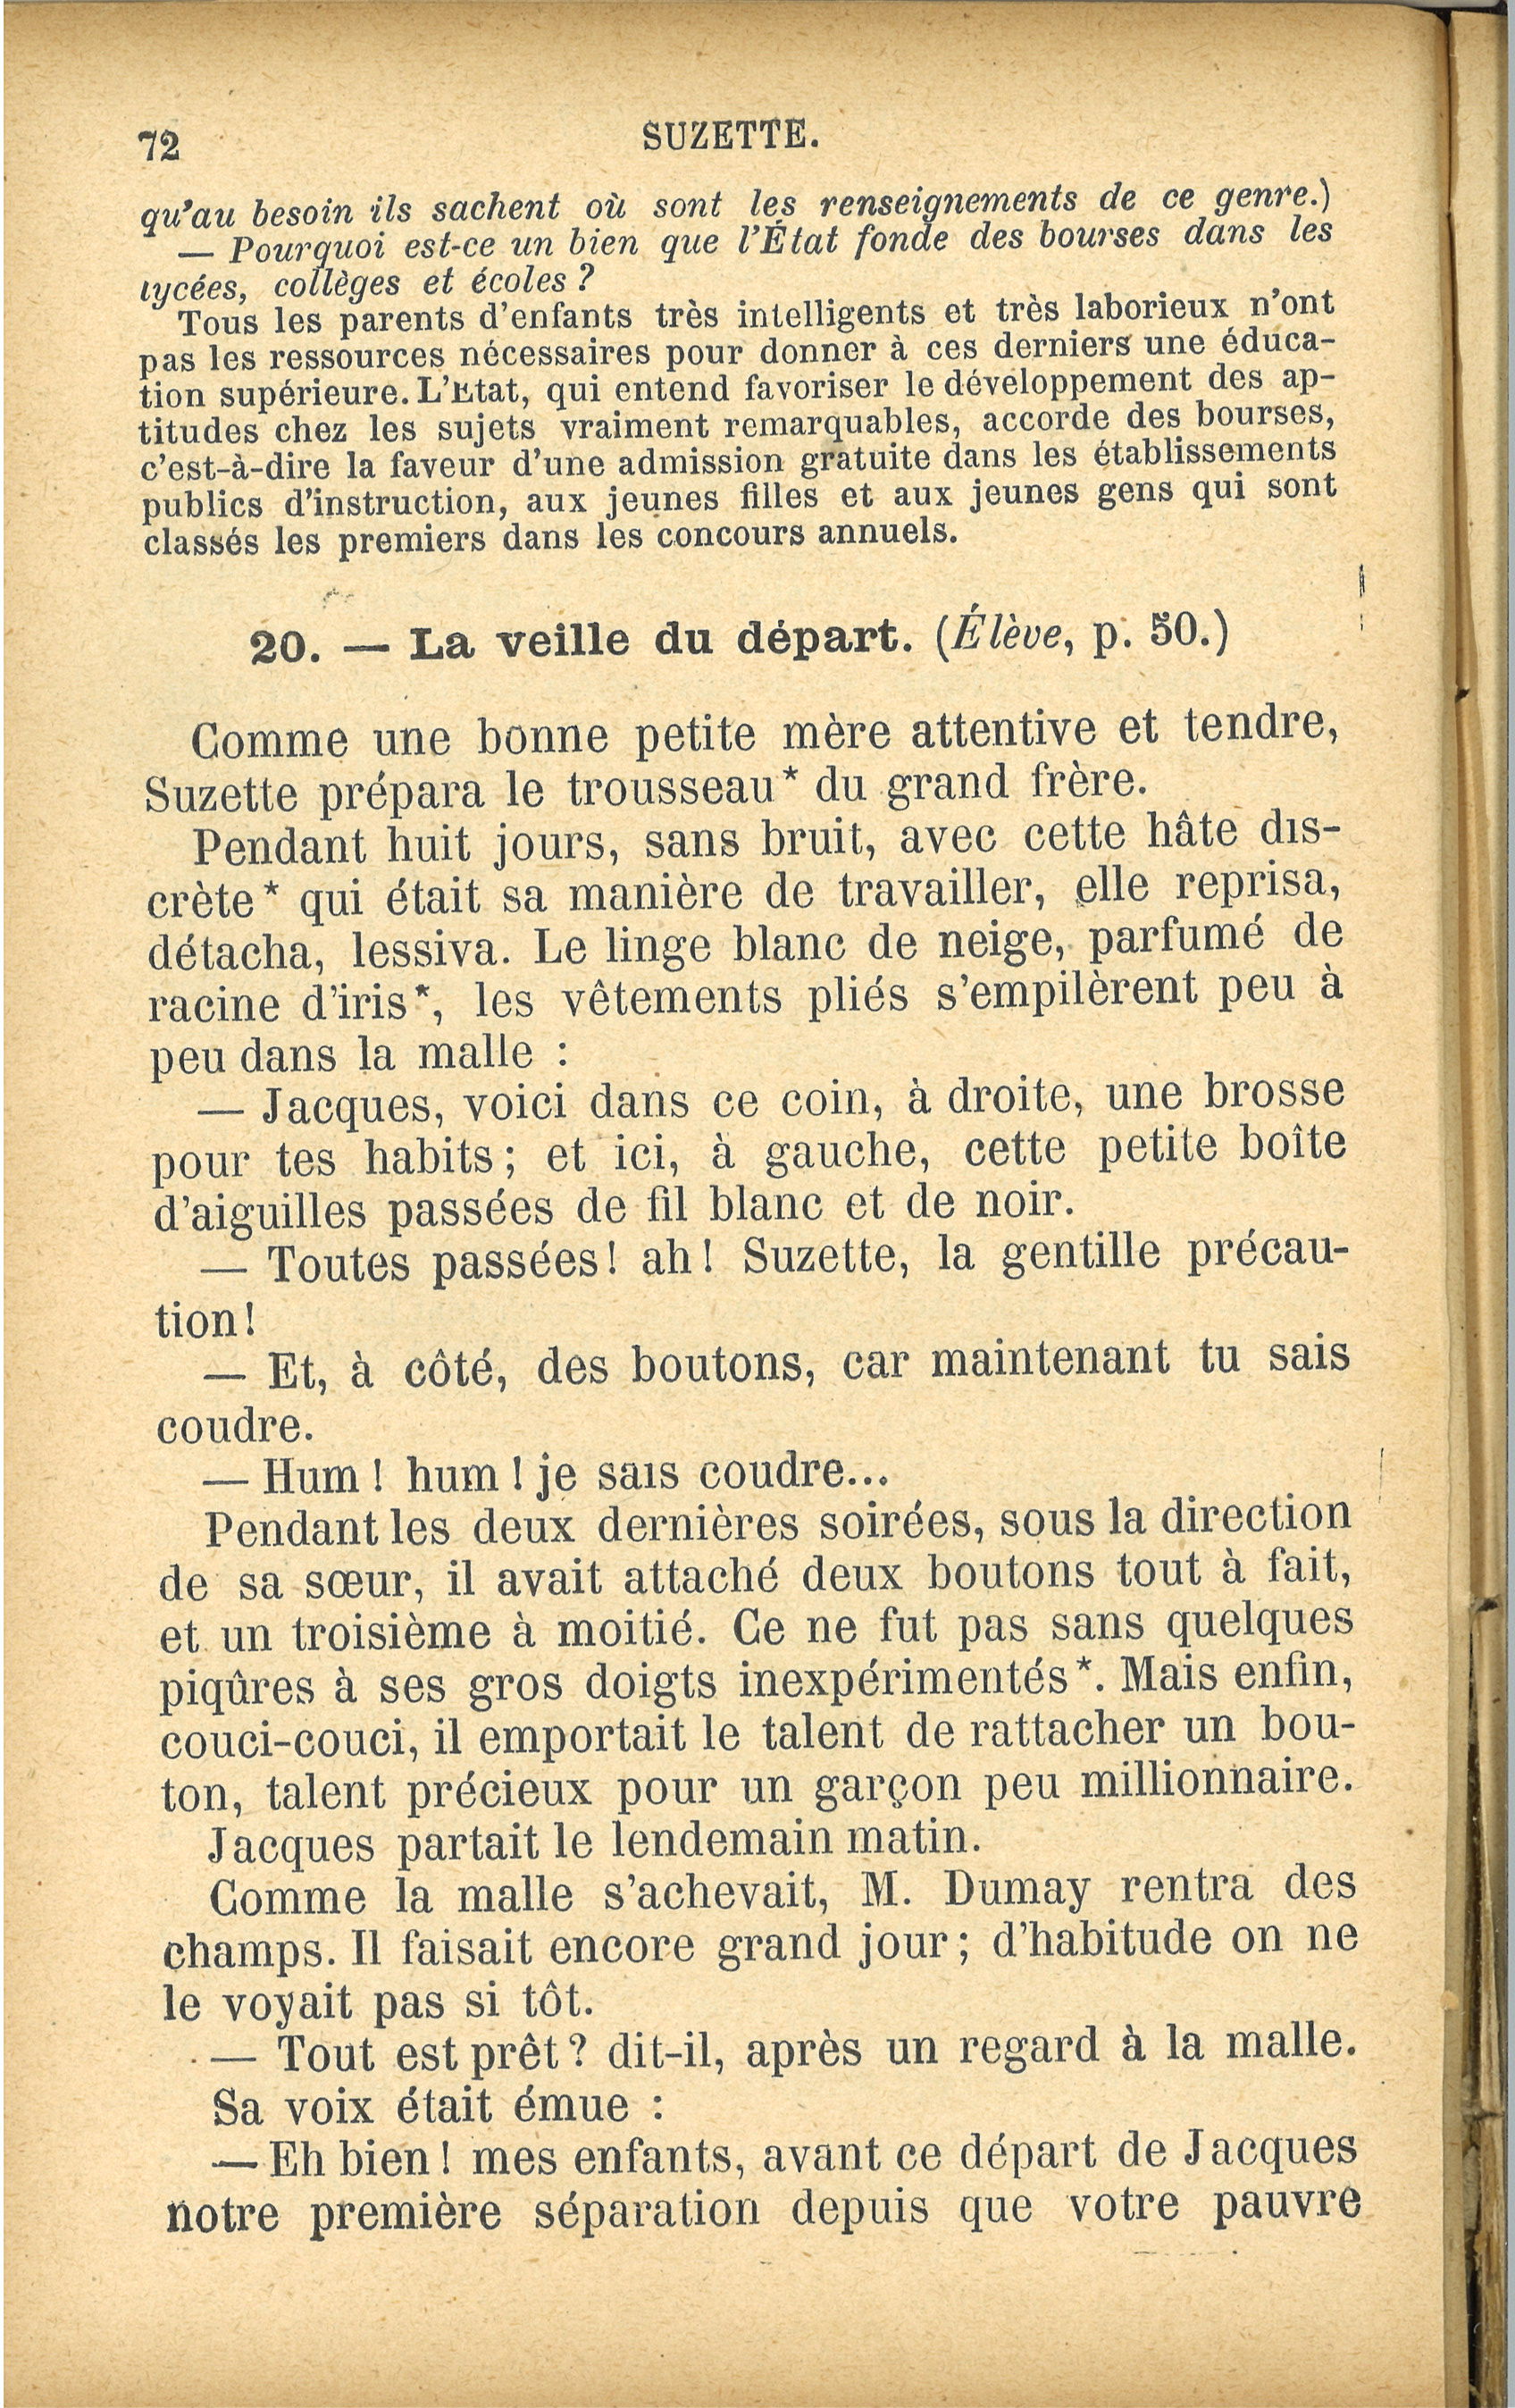 72
SUZETTE.
qu'au besoin ils sachent où sont les renseignements de ce genre.)
— Pourquoi est-ce un bien que l'État fonde des bourses dans les
lycées, collèges et écoles ?
Tous les parents d'enfants très intelligents et très laborieux n'ont
pas les ressources nécessaires pour donner à ces derniers une éduca-
tion supérieure. L'Etat, qui entend favoriser le développement des ap-
titudes chez les sujets vraiment remarquables, accorde des bourses,
c'est-à-dire la faveur d'une admission gratuite dans les établissements
publics d'instruction, aux jeunes filles et aux jeunes gens qui sont
classés les premiers dans les concours annuels.
20. — La veille du départ. (Élève, p. 50.)
Comme une bonne petite mère attentive et tendre,
Suzette prépara le trousseau* du grand frère.
Pendant huit jours, sans bruit, avec cette hâte dis-
crète* qui était sa manière de travailler, elle reprisa,
détacha, lessiva. Le linge blanc de neige, parfumé de
racine d'iris*, les vêtements pliés s'empilèrent peu à
peu dans la malle :
— Jacques, voici dans ce coin, à droite, une brosse
pour tes habits ; et ici, à gauche, cette petite boîte
d'aiguilles passées de fil blanc et de noir.
— Toutes passées ! ah ! Suzette, la gentille précau-
tion !
— Et, à côté, des boutons, car maintenant tu sais
coudre.
— Hum ! hum ! je sais coudre...
Pendant les deux dernières soirées, sous la direction
de sa sœur, il avait attaché deux boutons tout à fait,
et un troisième à moitié. Ce ne fut pas sans quelques
piqûres à ses gros doigts inexpérimentés*. Mais enfin,
couci-couci, il emportait le talent de rattacher un bou-
ton, talent précieux pour un garçon peu millionnaire.
Jacques partait le lendemain matin.
Comme la malle s'achevait, M. Dumay rentra des
champs. Il faisait encore grand jour ; d'habitude on ne
le voyait pas si tôt.
— Tout est prêt ? dit-il, après un regard à la malle.
Sa voix était émue :
— Eh bien ! mes enfants, avant ce départ de Jacques
notre première séparation depuis que votre pauvre